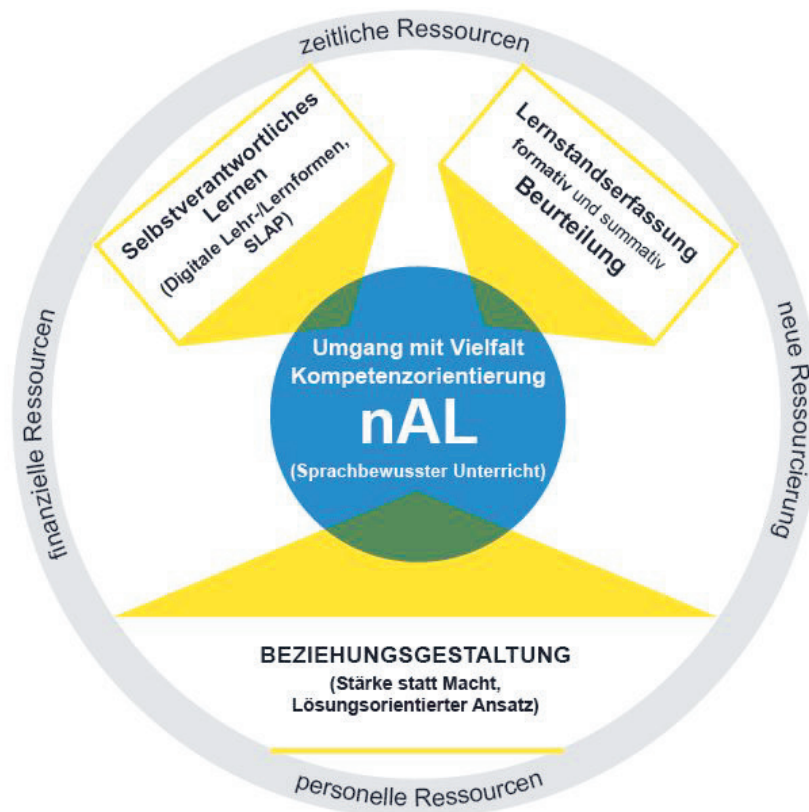 zeitliche Ressourcen
Selbstverantwortliches
Lernen
(Digitale Lehr-/Lernformen,
SLAP)
Lernstandserfassung
formativ und summativ
Beurteilung
finanzielle Ressourcen
neue Ressourcierung
Umgang mit Vielfalt
Kompetenzorientierung
nAL
(Sprachbewusster Unterricht)
BEZIEHUNGSGESTALTUNG
(Stärke statt Macht,
Lösungsorientierter Ansatz)
personelle Ressourcen